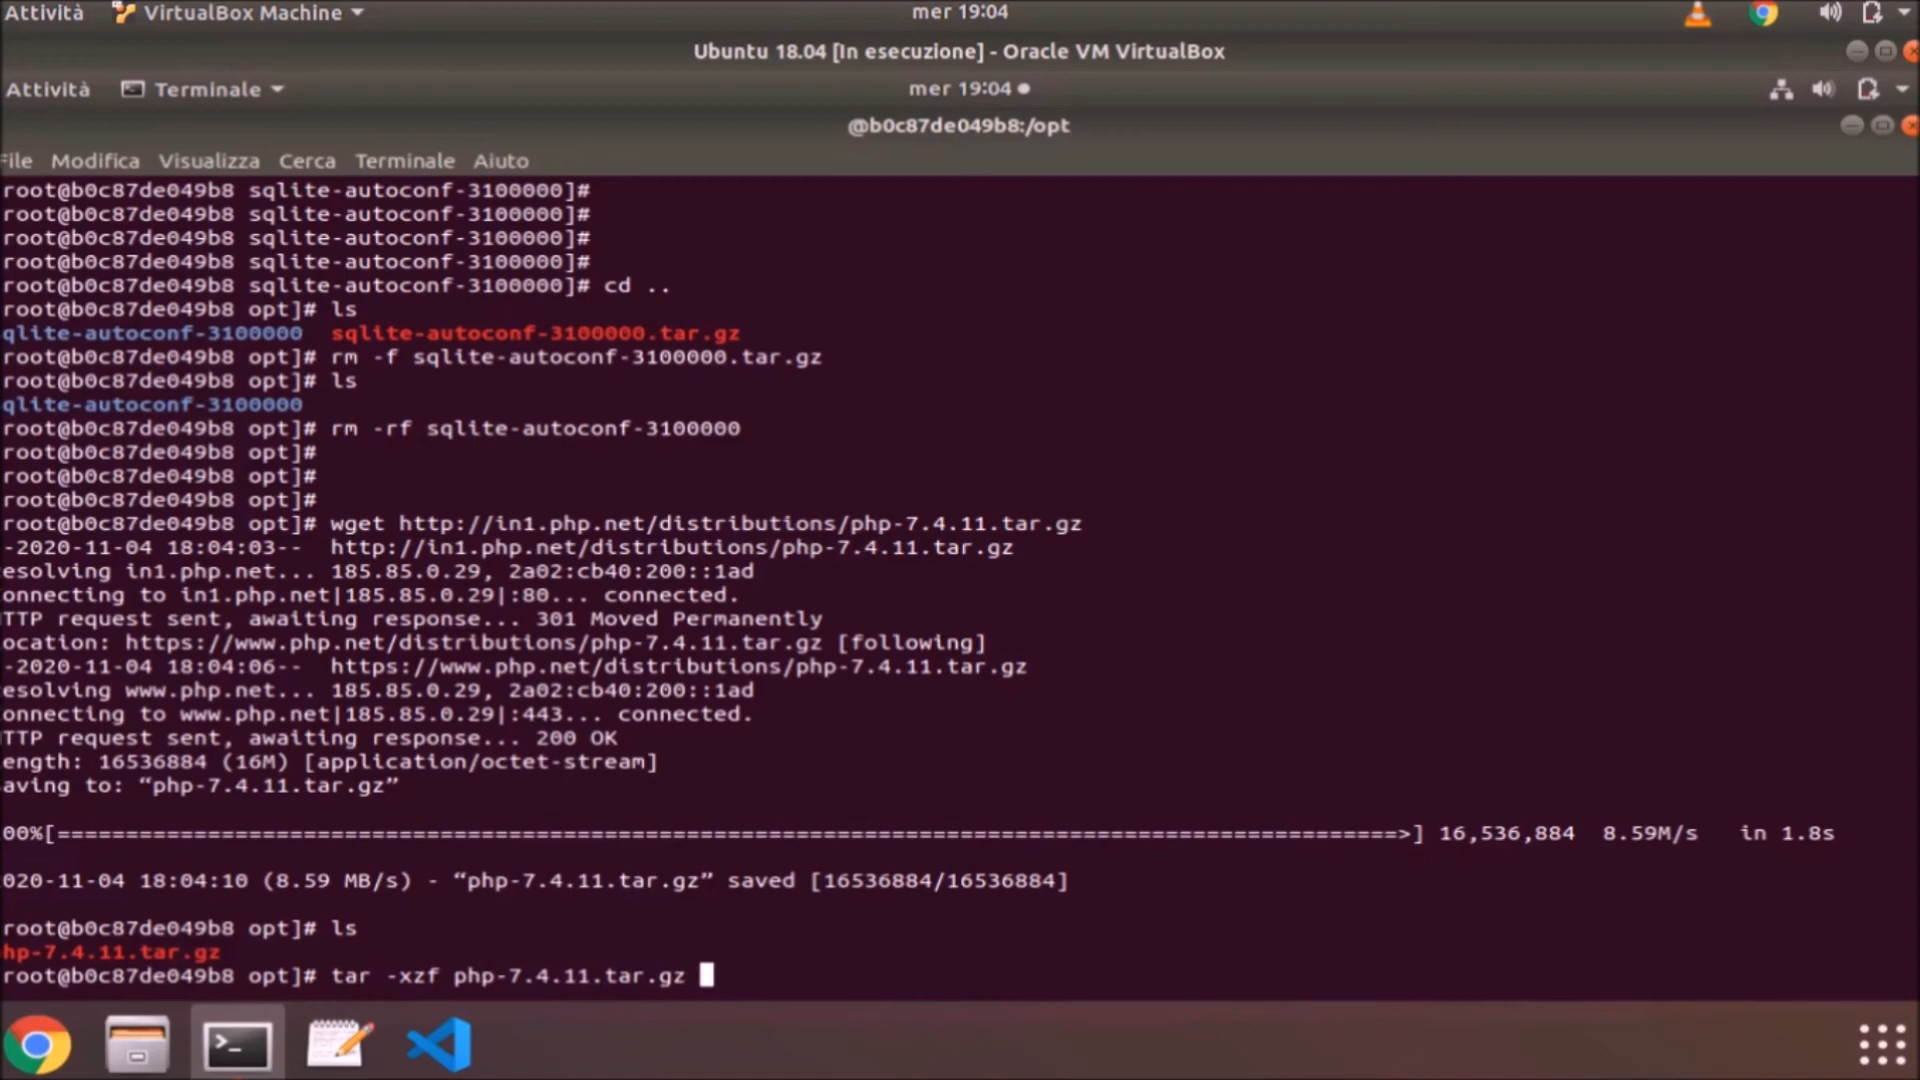 Attività VirtualBox Machine mer 19:04
Ubuntu 18.04 [In esecuzione] - Oracle VM VirtualBox
Attività Terminale mer 19:04
@b0c87de049b8:/opt
File Modifica Visualizza Cerca Terminale Aiuto
root@b0c87de049b8 sqlite-autoconf-3100000]#
root@b0c87de049b8 sqlite-autoconf-3100000]#
root@b0c87de049b8 sqlite-autoconf-3100000]#
root@b0c87de049b8 sqlite-autoconf-3100000]#
root@b0c87de049b8 sqlite-autoconf-3100000]# cd ..
root@b0c87de049b8 opt]# ls
qlite-autoconf-3100000 sqlite-autoconf-3100000.tar.gz
root@b0c87de049b8 opt]# rm -f sqlite-autoconf-3100000.tar.gz
root@b0c87de049b8 opt]# ls
qlite-autoconf-3100000
root@b0c87de049b8 opt]# rm -rf sqlite-autoconf-3100000
root@b0c87de049b8 opt]#
root@b0c87de049b8 opt]#
root@b0c87de049b8 opt]#
root@b0c87de049b8 opt]# wget http://in1.php.net/distributions/php-7.4.11.tar.gz
-2020-11-04 18:04:03-- http://in1.php.net/distributions/php-7.4.11.tar.gz
esolving in1.php.net... 185.85.0.29, 2a02:cb40:200::1ad
onnecting to in1.php.net|185.85.0.29|:80... connected.
TTP request sent, awaiting response... 301 Moved Permanently
ocation: https://www.php.net/distributions/php-7.4.11.tar.gz [following]
-2020-11-04 18:04:06-- https://www.php.net/distributions/php-7.4.11.tar.gz
esolving www.php.net... 185.85.0.29, 2a02:cb40:200::1ad
onnecting to www.php.net|185.85.0.29|:443... connected.
TTP request sent, awaiting response... 200 OK
ength: 16536884 (16M) [application/octet-stream]
aving to: “php-7.4.11.tar.gz”
00%[==================================================================================================>] 16,536,884 8.59M/s in 1.8s
020-11-04 18:04:10 (8.59 MB/s) - “php-7.4.11.tar.gz” saved [16536884/16536884]
root@b0c87de049b8 opt]# ls
hp-7.4.11.tar.gz
root@b0c87de049b8 opt]# tar -xzf php-7.4.11.tar.gz